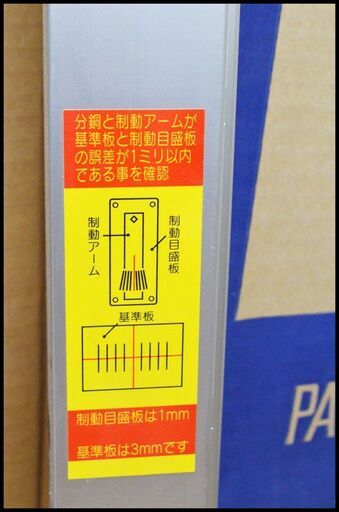 分銅と制動アームが
基準板と制動目盛板
の誤差が1ミリ以内
である事を確認
制動アーム
制動目盛板
基準板
制動目盛板は1mm
基準板は3mmです
PA